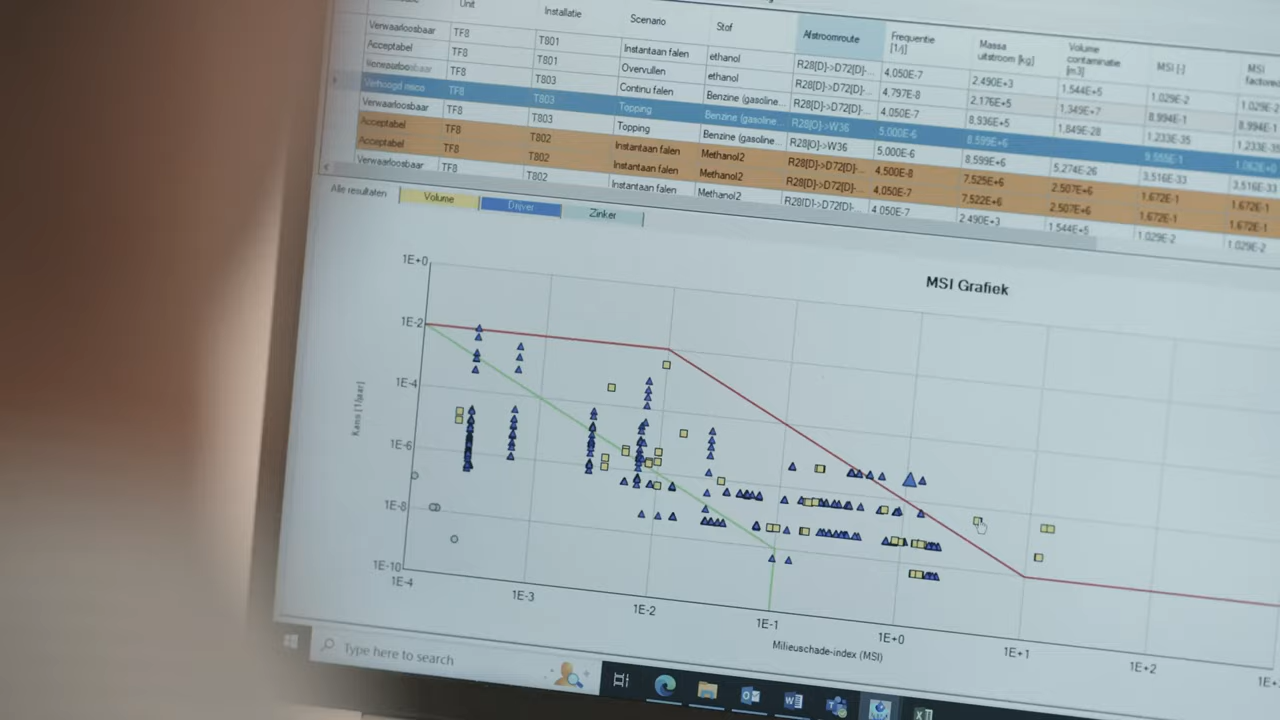 Unit Installatie Scenario Stof Afstroomroute Frequentie [1/j] Massa uitstroom [kg] Volume contaminatie [m3] MSI [-] MSI
Verwaarloosbaar TF8 T801 Instantaan falen ethanol R28[D]->D72[D]-... 4.050E-7 2.490E+3 1.544E+5 1.029E-2
Acceptabel TF8 T801 Overvullen ethanol R28[D]->D72[D]-... 4.797E-8 2.176E+5 1.349E+7 8.994E-1
TF8 T803 Continu falen Benzine (gasoline... R28[D]->D72[D]-... 4.050E-7 8.936E+5 1.849E-28 1.233E-35
Verhoogd risico TF8 T803 Topping Benzine (gasoline... R28[O]->W36 5.000E-6 8.599E+6
Verwaarloosbaar TF8 T803 Topping Benzine (gasoline... R28[O]->W36 5.000E-6 8.599E+6 5.274E-26 3.516E-33 3.516E-33
Acceptabel TF8 T802 Instantaan falen Methanol2 R28[D]->D72[D]-... 4.500E-8 7.525E+6 2.507E+6 1.672E-1 1.672E-1
Acceptabel TF8 T802 Instantaan falen Methanol2 R28[D]->D72[D]-... 4.050E-7 7.522E+6 2.507E+6 1.672E-1 1.672E-1
Verwaarloosbaar TF8 T802 Instantaan falen Methanol2 R28[D]->D72[D]-... 4.050E-7 2.490E+3 1.544E+5 1.029E-2 1.029E-2
Alle resultaten Volume Drijver Zinker
MSI Grafiek
1E+0
1E-2
1E-4
1E-6
1E-8
1E-10
Kans [1/jaar]
1E-4 1E-3 1E-2 1E-1 1E+0 1E+1 1E+2
Milieuschade-index (MSI)
Type here to search